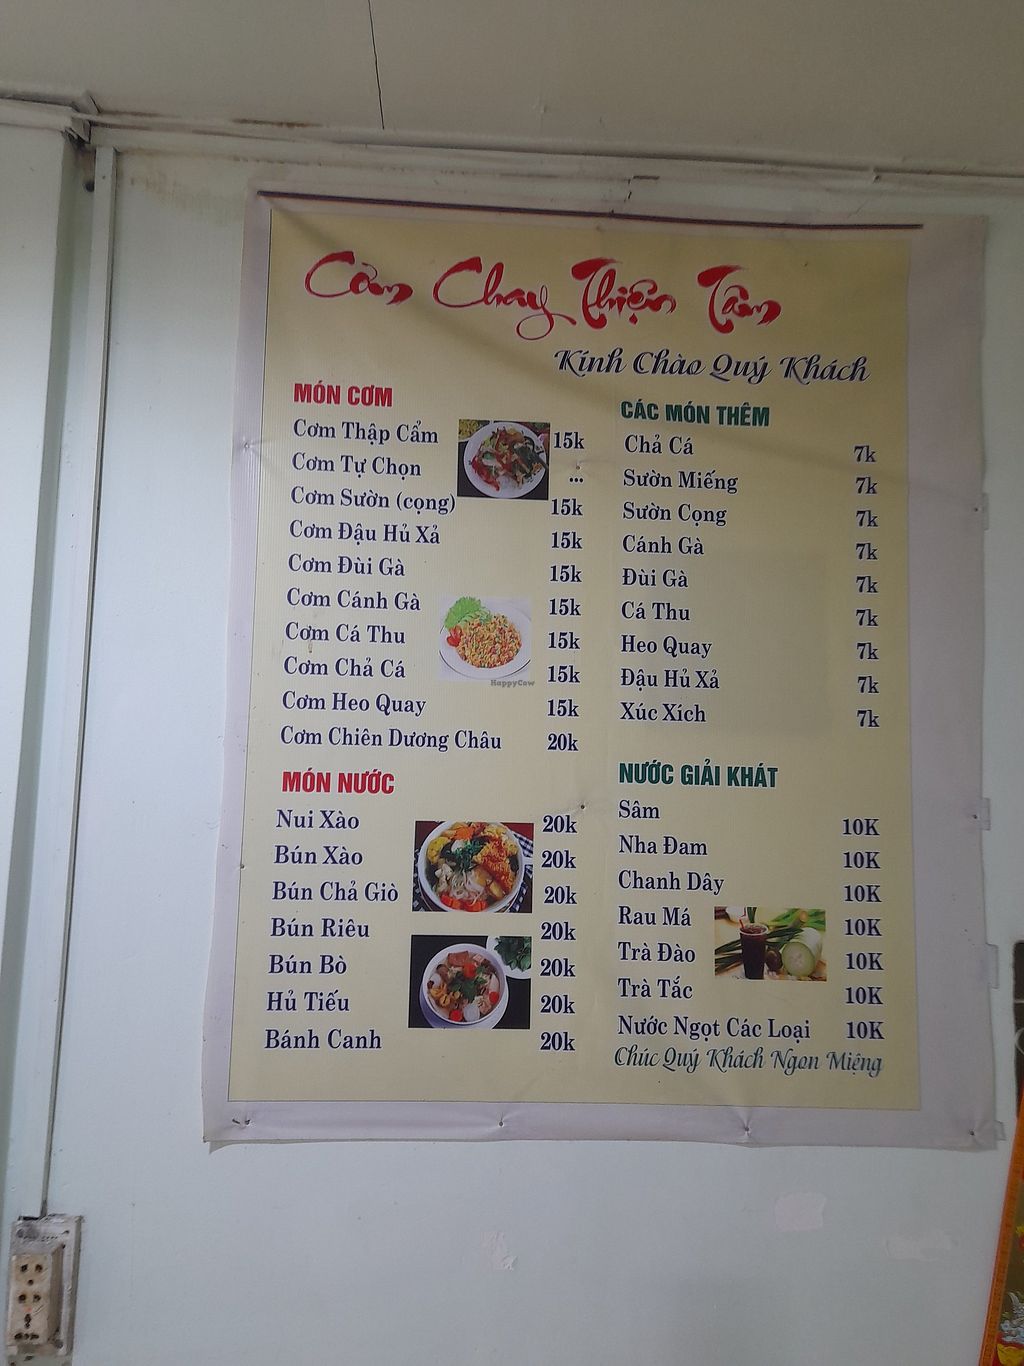 Cơm Chay Thiện Tâm
Kính Chào Quý Khách
MÓN CƠM
Cơm Thập Cẩm 15k
Cơm Tự Chọn ...
Cơm Sườn (cọng) 15k
Cơm Đậu Hủ Xả 15k
Cơm Đùi Gà 15k
Cơm Cánh Gà 15k
Cơm Cá Thu 15k
Cơm Chả Cá 15k
Cơm Heo Quay 15k
Cơm Chiên Dương Châu 20k
MÓN NƯỚC
Nui Xào 20k
Bún Xào 20k
Bún Chả Giò 20k
Bún Riêu 20k
Bún Bò 20k
Hủ Tiếu 20k
Bánh Canh 20k
CÁC MÓN THÊM
Chả Cá 7k
Sườn Miếng 7k
Sườn Cọng 7k
Cánh Gà 7k
Đùi Gà 7k
Cá Thu 7k
Heo Quay 7k
Đậu Hủ Xả 7k
Xúc Xích 7k
NƯỚC GIẢI KHÁT
Sâm 10K
Nha Đam 10K
Chanh Dây 10K
Rau Má 10K
Trà Đào 10K
Trà Tắc 10K
Nước Ngọt Các Loại 10K
Chúc Quý Khách Ngon Miệng
HappyCow